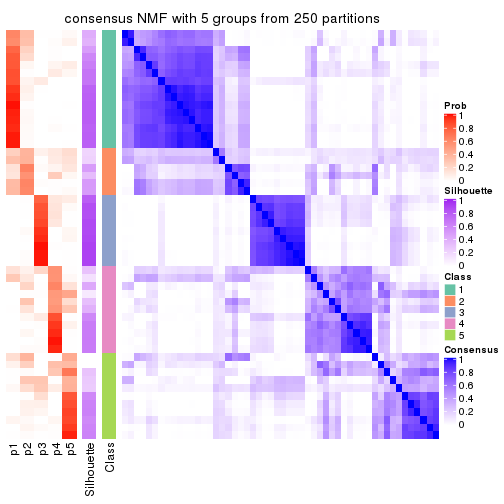 consensus NMF with 5 groups from 250 partitions
Prob
1
0.8
0.6
0.4
0.2
0
Silhouette
1
0.8
0.6
0.4
0.2
0
Class
1
2
3
4
5
Consensus
1
0.8
0.6
0.4
0.2
0
p1
p2
p3
p4
p5
Silhouette
Class